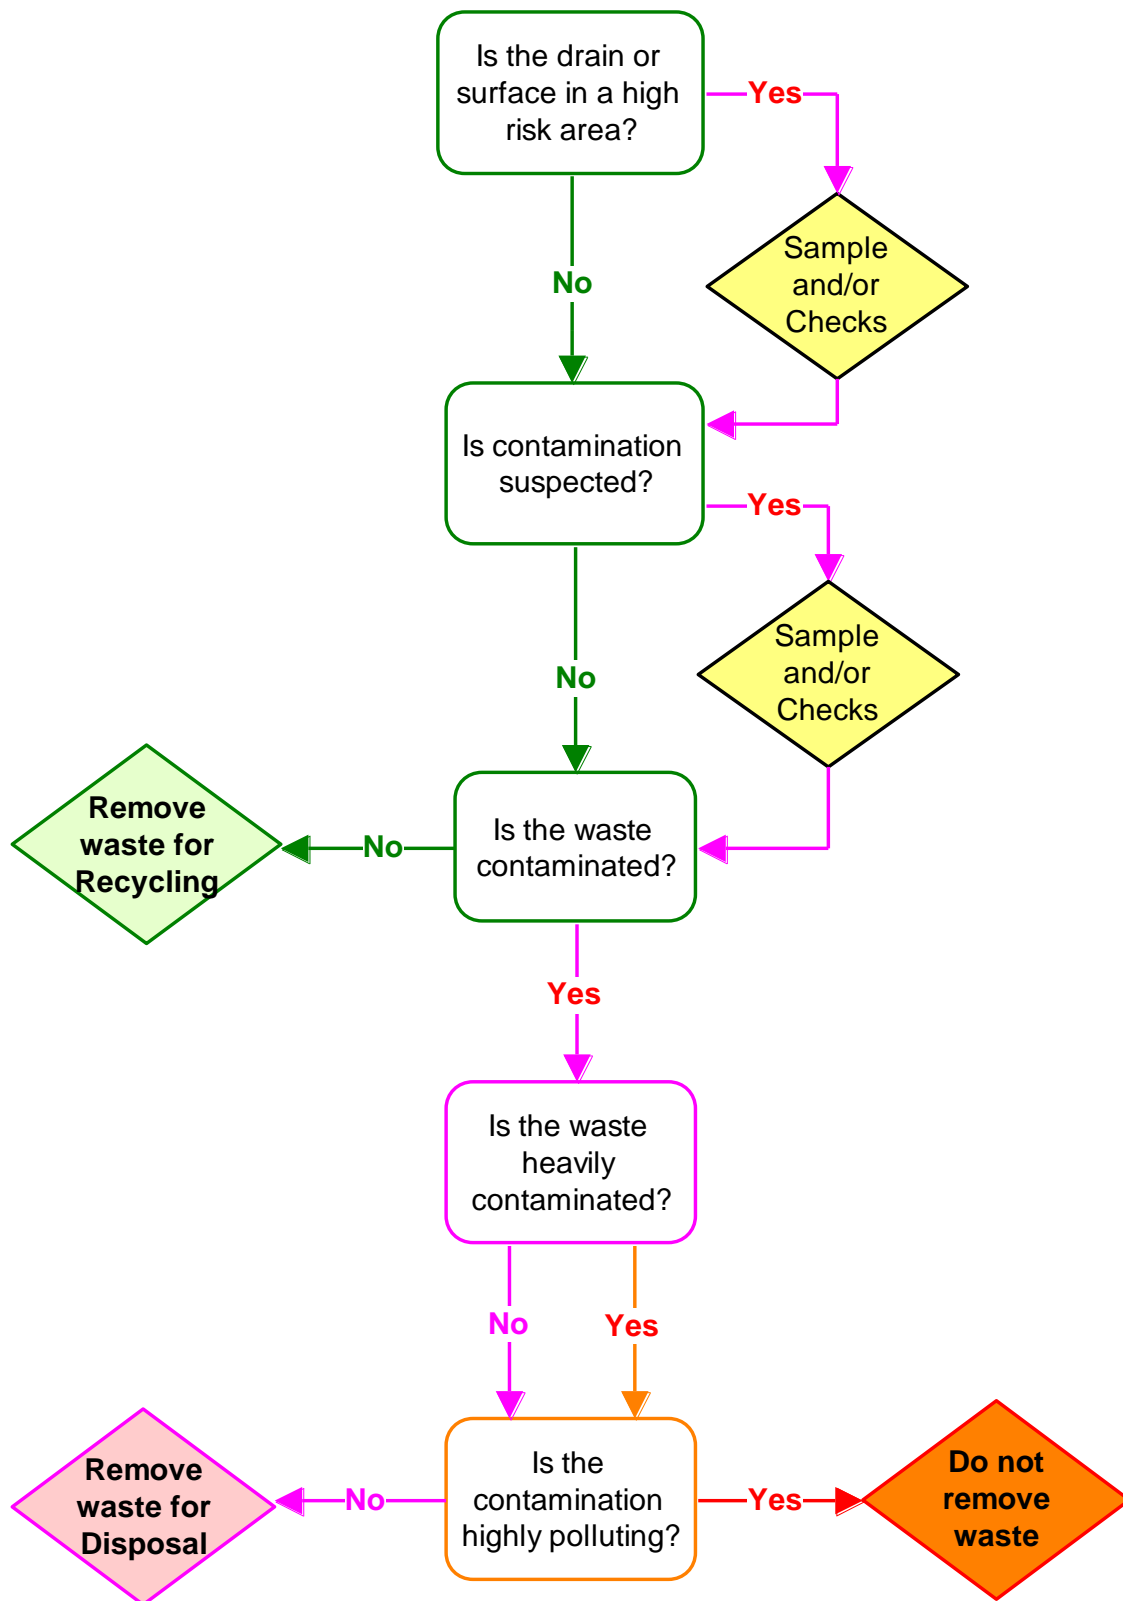 Is the drain or
surface in a high
risk area?
Yes
Sample
and/or
Checks
No
Is contamination
suspected?
Yes
Sample
and/or
Checks
No
Is the waste
contaminated?
No
Remove
waste for
Recycling
Yes
Is the waste
heavily
contaminated?
No
Yes
Is the
contamination
highly polluting?
No
Remove
waste for
Disposal
Yes
Do not
remove
waste